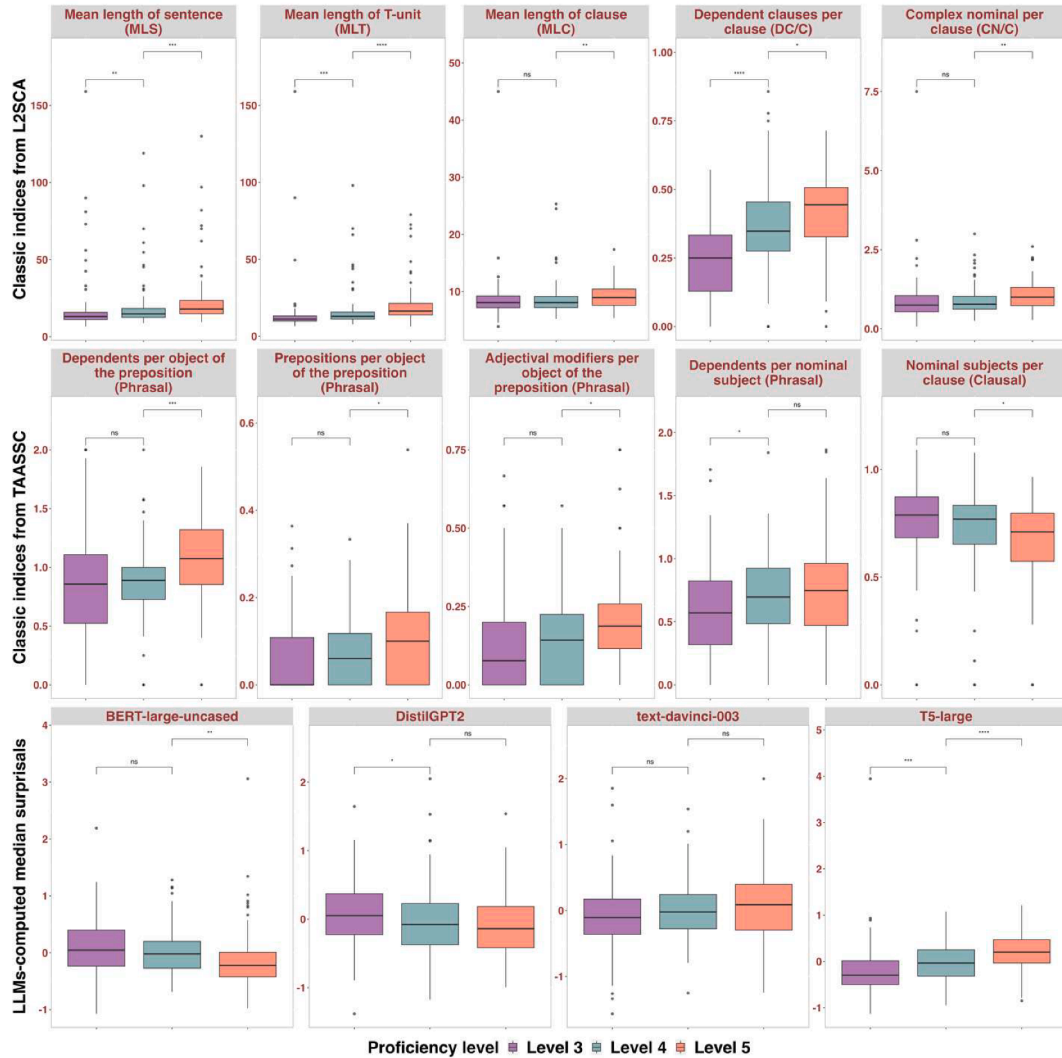 Classic indices from L2SCA
Mean length of sentence
(MLS)
Mean length of T-unit
(MLT)
Mean length of clause
(MLC)
Dependent clauses per
clause (DC/C)
Complex nominal per
clause (CN/C)
150
100
50
0
**
***
150
100
50
0
***
****
50
40
30
20
10
ns
**
1.00
0.75
0.50
0.25
0.00
****
*
7.5
5.0
2.5
0.0
ns
**
Classic indices from TAASSC
Dependents per object of
the preposition
(Phrasal)
Prepositions per object
of the preposition
(Phrasal)
Adjectival modifiers per
object of the
preposition (Phrasal)
Dependents per nominal
subject (Phrasal)
Nominal subjects per
clause (Clausal)
2.0
1.5
1.0
0.5
0.0
ns
***
0.6
0.4
0.2
0.0
ns
*
0.75
0.50
0.25
0.00
ns
*
2.0
1.5
1.0
0.5
0.0
*
ns
1.0
0.5
0.0
ns
*
LLMs-computed median surprisals
BERT-large-uncased
DistilGPT2
text-davinci-003
T5-large
4
3
2
1
0
-1
ns
**
2
1
0
-1
*
ns
2
1
0
-1
ns
ns
5
4
3
2
1
0
-1
***
****
Proficiency level Level 3 Level 4 Level 5